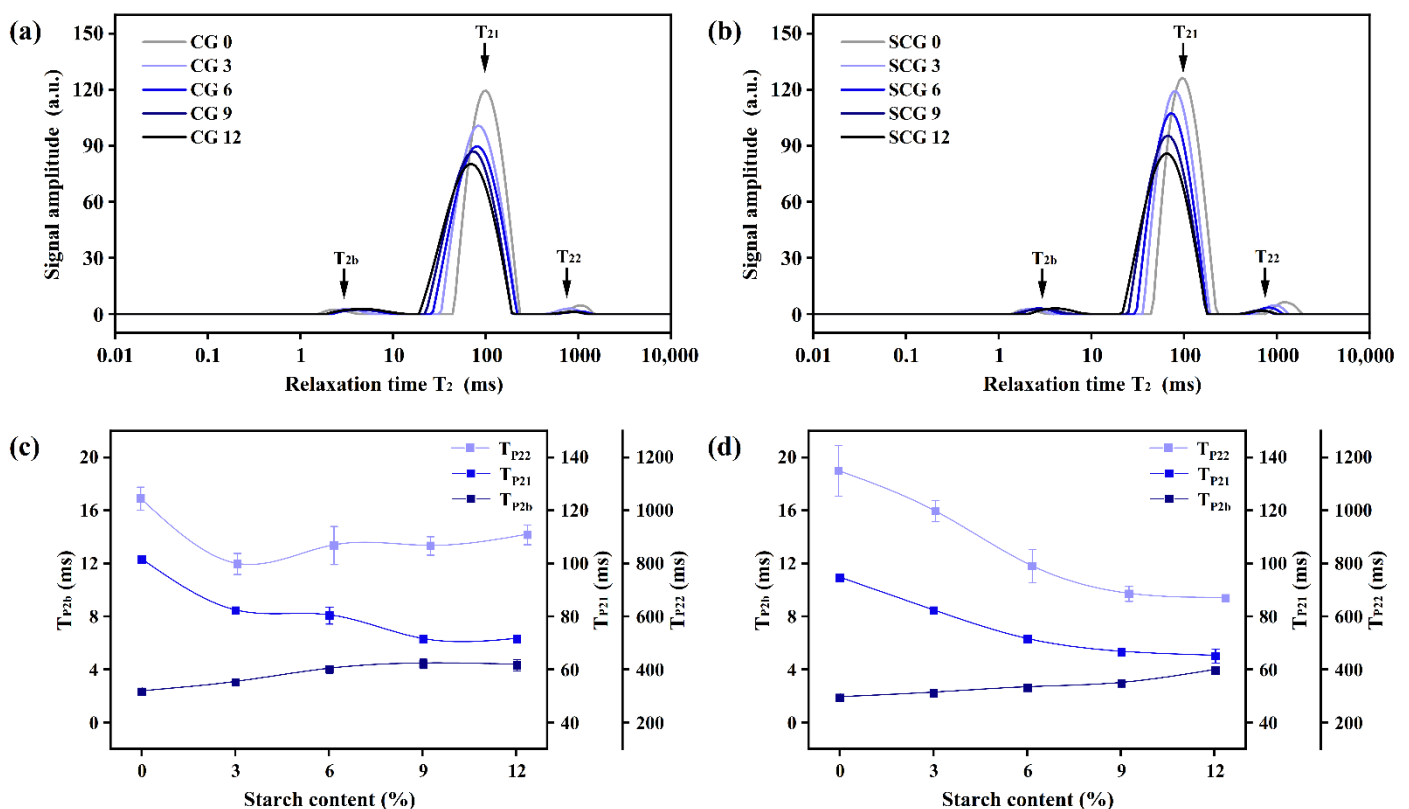 (a)
CG 0
CG 3
CG 6
CG 9
CG 12
T21
T2b
T22
150
120
90
60
30
0
Signal amplitude (a.u.)
0.01 0.1 1 10 100 1000 10,000
Relaxation time T2 (ms)
(b)
SCG 0
SCG 3
SCG 6
SCG 9
SCG 12
T21
T2b
T22
150
120
90
60
30
0
Signal amplitude (a.u.)
0.01 0.1 1 10 100 1000 10,000
Relaxation time T2 (ms)
(c)
TP22
TP21
TP2b
20
16
12
8
4
0
TP2b (ms)
140
120
100
80
60
40
TP21 (ms)
1200
1000
800
600
400
200
TP22 (ms)
0 3 6 9 12
Starch content (%)
(d)
TP22
TP21
TP2b
20
16
12
8
4
0
TP2b (ms)
140
120
100
80
60
40
TP21 (ms)
1200
1000
800
600
400
200
TP22 (ms)
0 3 6 9 12
Starch content (%)